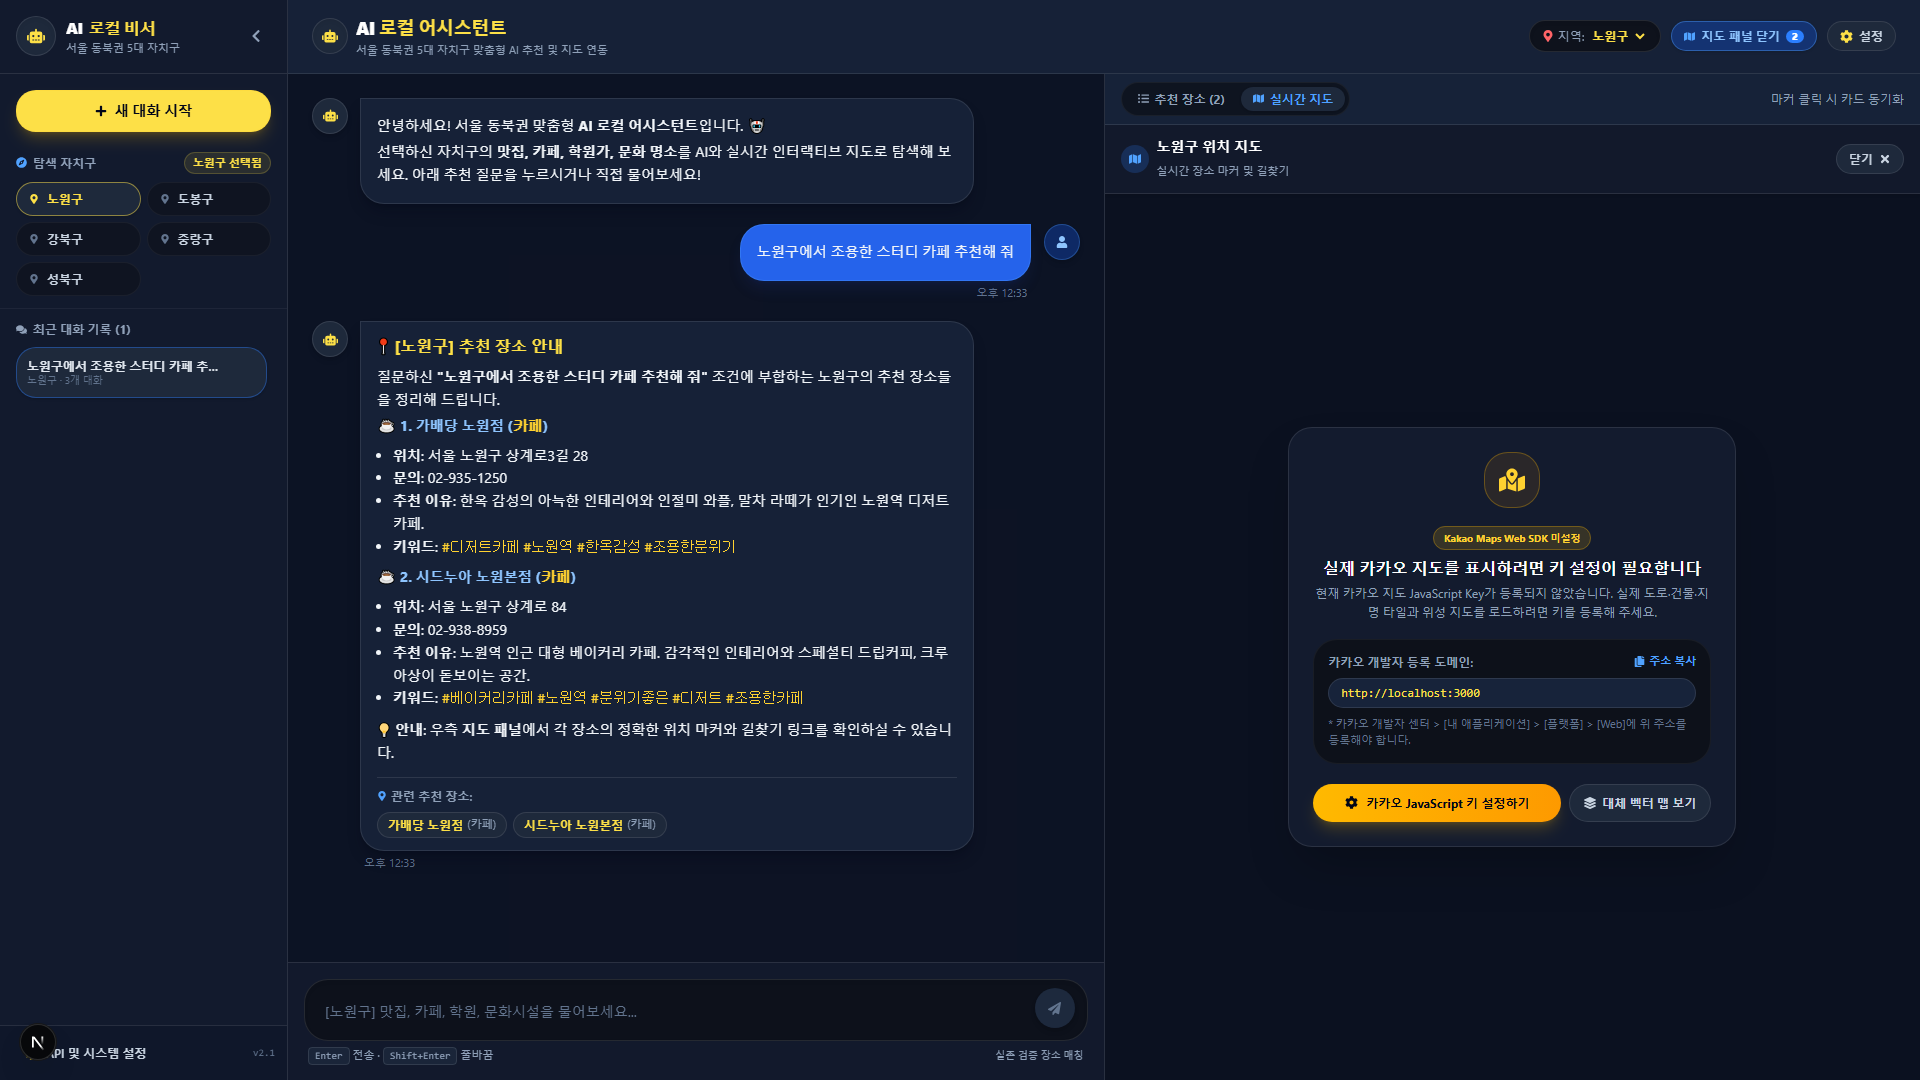 AI 로컬 비서
서울 동북권 5대 자치구
새 대화 시작
탐색 자치구
노원구 선택됨
노원구
도봉구
강북구
중랑구
성북구
최근 대화 기록 (1)
노원구에서 조용한 스터디 카페 추...
노원구 · 3개 대화
N
API 및 시스템 설정
v2.1
AI 로컬 어시스턴트
서울 동북권 5대 자치구 맞춤형 AI 추천 및 지도 연동
지역: 노원구
지도 패널 닫기 2
설정
안녕하세요! 서울 동북권 맞춤형 AI 로컬 어시스턴트입니다.
선택하신 자치구의 맛집, 카페, 학원가, 문화 명소를 AI와 실시간 인터랙티브 지도로 탐색해 보
세요. 아래 추천 질문을 누르시거나 직접 물어보세요!
노원구에서 조용한 스터디 카페 추천해 줘
오후 12:33
[노원구] 추천 장소 안내
질문하신 "노원구에서 조용한 스터디 카페 추천해 줘" 조건에 부합하는 노원구의 추천 장소들
을 정리해 드립니다.
1. 가배당 노원점 (카페)
위치: 서울 노원구 상계로3길 28
문의: 02-935-1250
추천 이유: 한옥 감성의 아늑한 인테리어와 인절미 와플, 말차 라떼가 인기인 노원역 디저트
카페.
키워드: #디저트카페 #노원역 #한옥감성 #조용한분위기
2. 시드누아 노원본점 (카페)
위치: 서울 노원구 상계로 84
문의: 02-938-8959
추천 이유: 노원역 인근 대형 베이커리 카페. 감각적인 인테리어와 스페셜티 드립커피, 크루
아상이 돋보이는 공간.
키워드: #베이커리카페 #노원역 #분위기좋은 #디저트 #조용한카페
안내: 우측 지도 패널에서 각 장소의 정확한 위치 마커와 길찾기 링크를 확인하실 수 있습니
다.
관련 추천 장소:
가배당 노원점 (카페)
시드누아 노원본점 (카페)
오후 12:33
[노원구] 맛집, 카페, 학원, 문화시설을 물어보세요...
Enter 전송 · Shift+Enter 줄바꿈
실존 검증 장소 매칭
추천 장소 (2)
실시간 지도
마커 클릭 시 카드 동기화
노원구 위치 지도
실시간 장소 마커 및 길찾기
닫기
Kakao Maps Web SDK 미설정
실제 카카오 지도를 표시하려면 키 설정이 필요합니다
현재 카카오 지도 JavaScript Key가 등록되지 않았습니다. 실제 도로·건물·지
명 타일과 위성 지도를 로드하려면 키를 등록해 주세요.
카카오 개발자 등록 도메인:
주소 복사
http://localhost:3000
* 카카오 개발자 센터 > [내 애플리케이션] > [플랫폼] > [Web]에 위 주소를
등록해야 합니다.
카카오 JavaScript 키 설정하기
대체 벡터 맵 보기